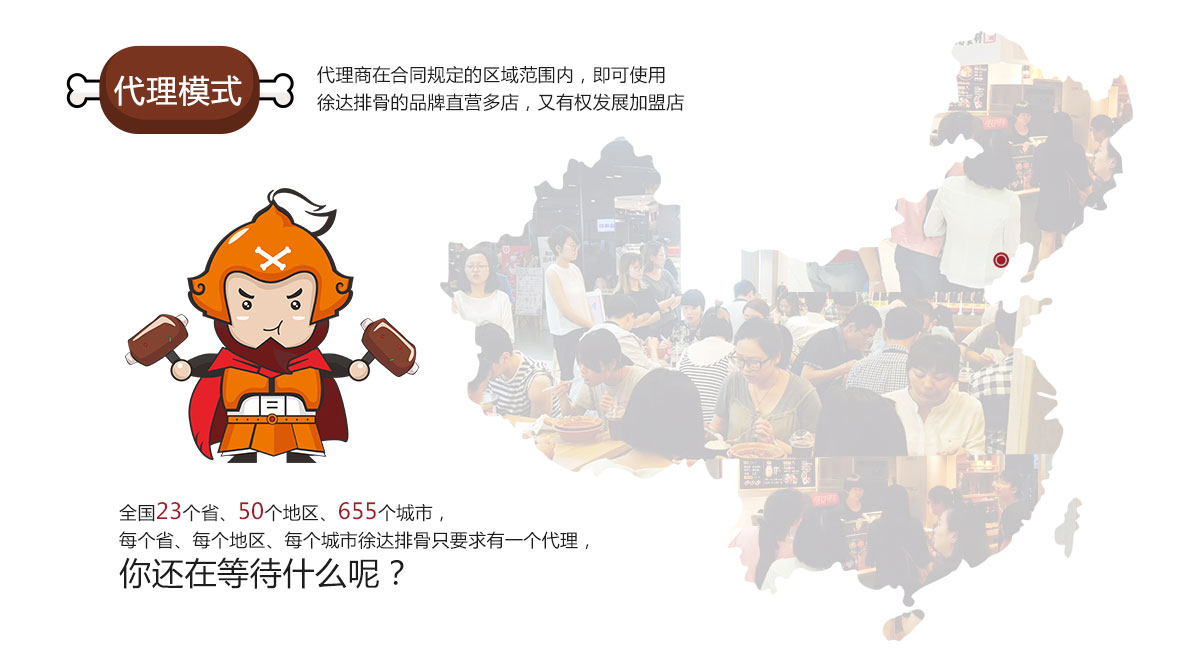 代理模式
代理商在合同规定的区域范围内，即可使用
徐达排骨的品牌直营多店，又有权发展加盟店
全国23个省、50个地区、655个城市，
每个省、每个地区、每个城市徐达排骨只要求有一个代理，
你还在等待什么呢？